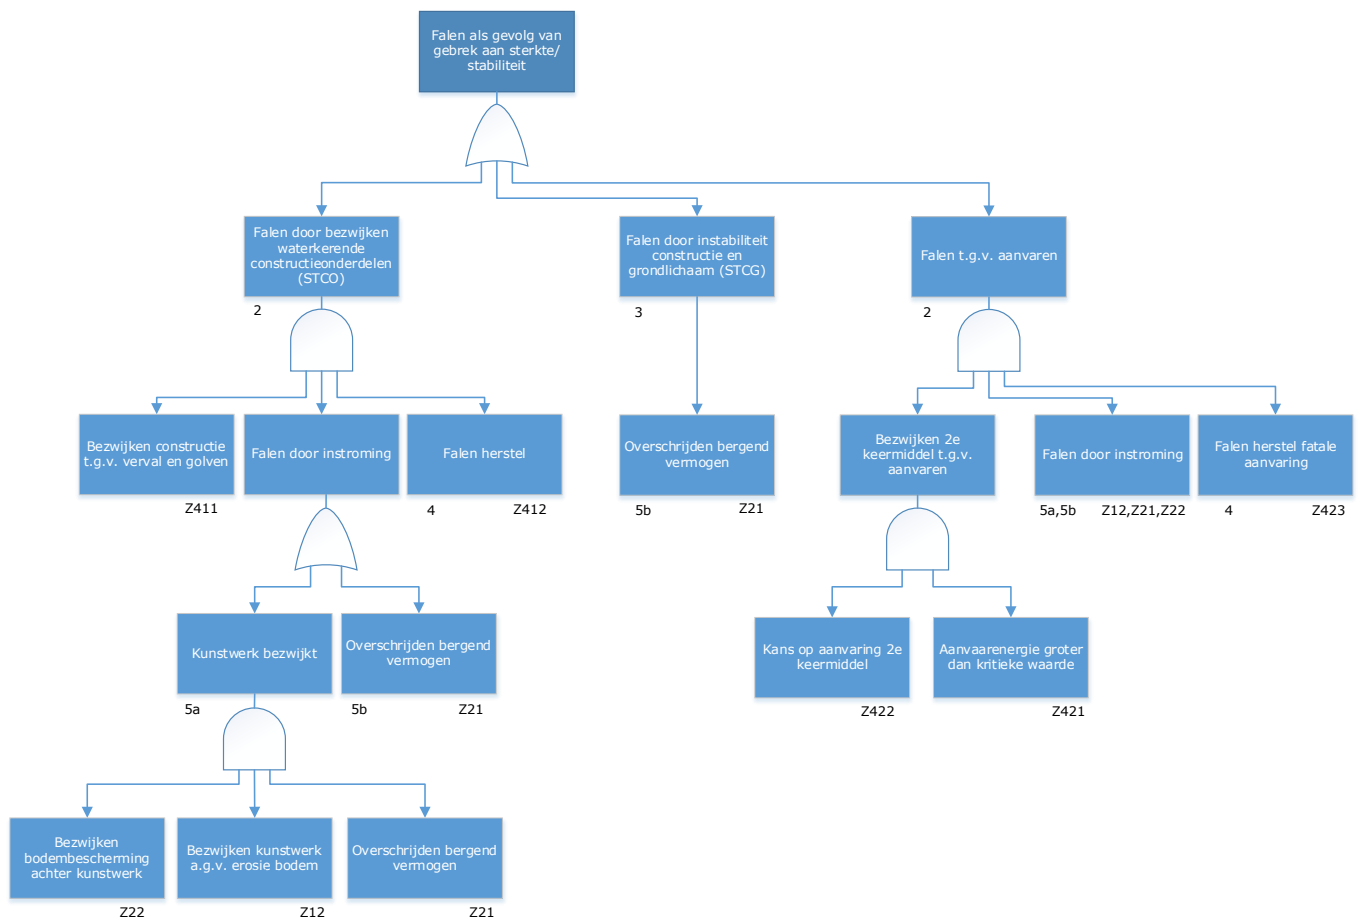 Falen als gevolg van
gebrek aan sterkte/
stabiliteit
Falen door bezwijken
waterkerende
constructieonderdelen
(STCO)
2
Falen door instabiliteit
constructie en
grondlichaam (STCG)
3
Falen t.g.v. aanvaren
2
Bezwijken constructie
t.g.v. verval en golven
Z411
Falen door instroming
Falen herstel
4 Z412
Overschrijden bergend
vermogen
5b Z21
Bezwijken 2e
keermiddel t.g.v.
aanvaren
Falen door instroming
5a,5b Z12,Z21,Z22
Falen herstel fatale
aanvaring
4 Z423
Kunstwerk bezwijkt
5a
Overschrijden bergend
vermogen
5b Z21
Kans op aanvaring 2e
keermiddel
Z422
Aanvaarenergie groter
dan kritieke waarde
Z421
Bezwijken
bodembescherming
achter kunstwerk
Z22
Bezwijken kunstwerk
a.g.v. erosie bodem
Z12
Overschrijden bergend
vermogen
Z21